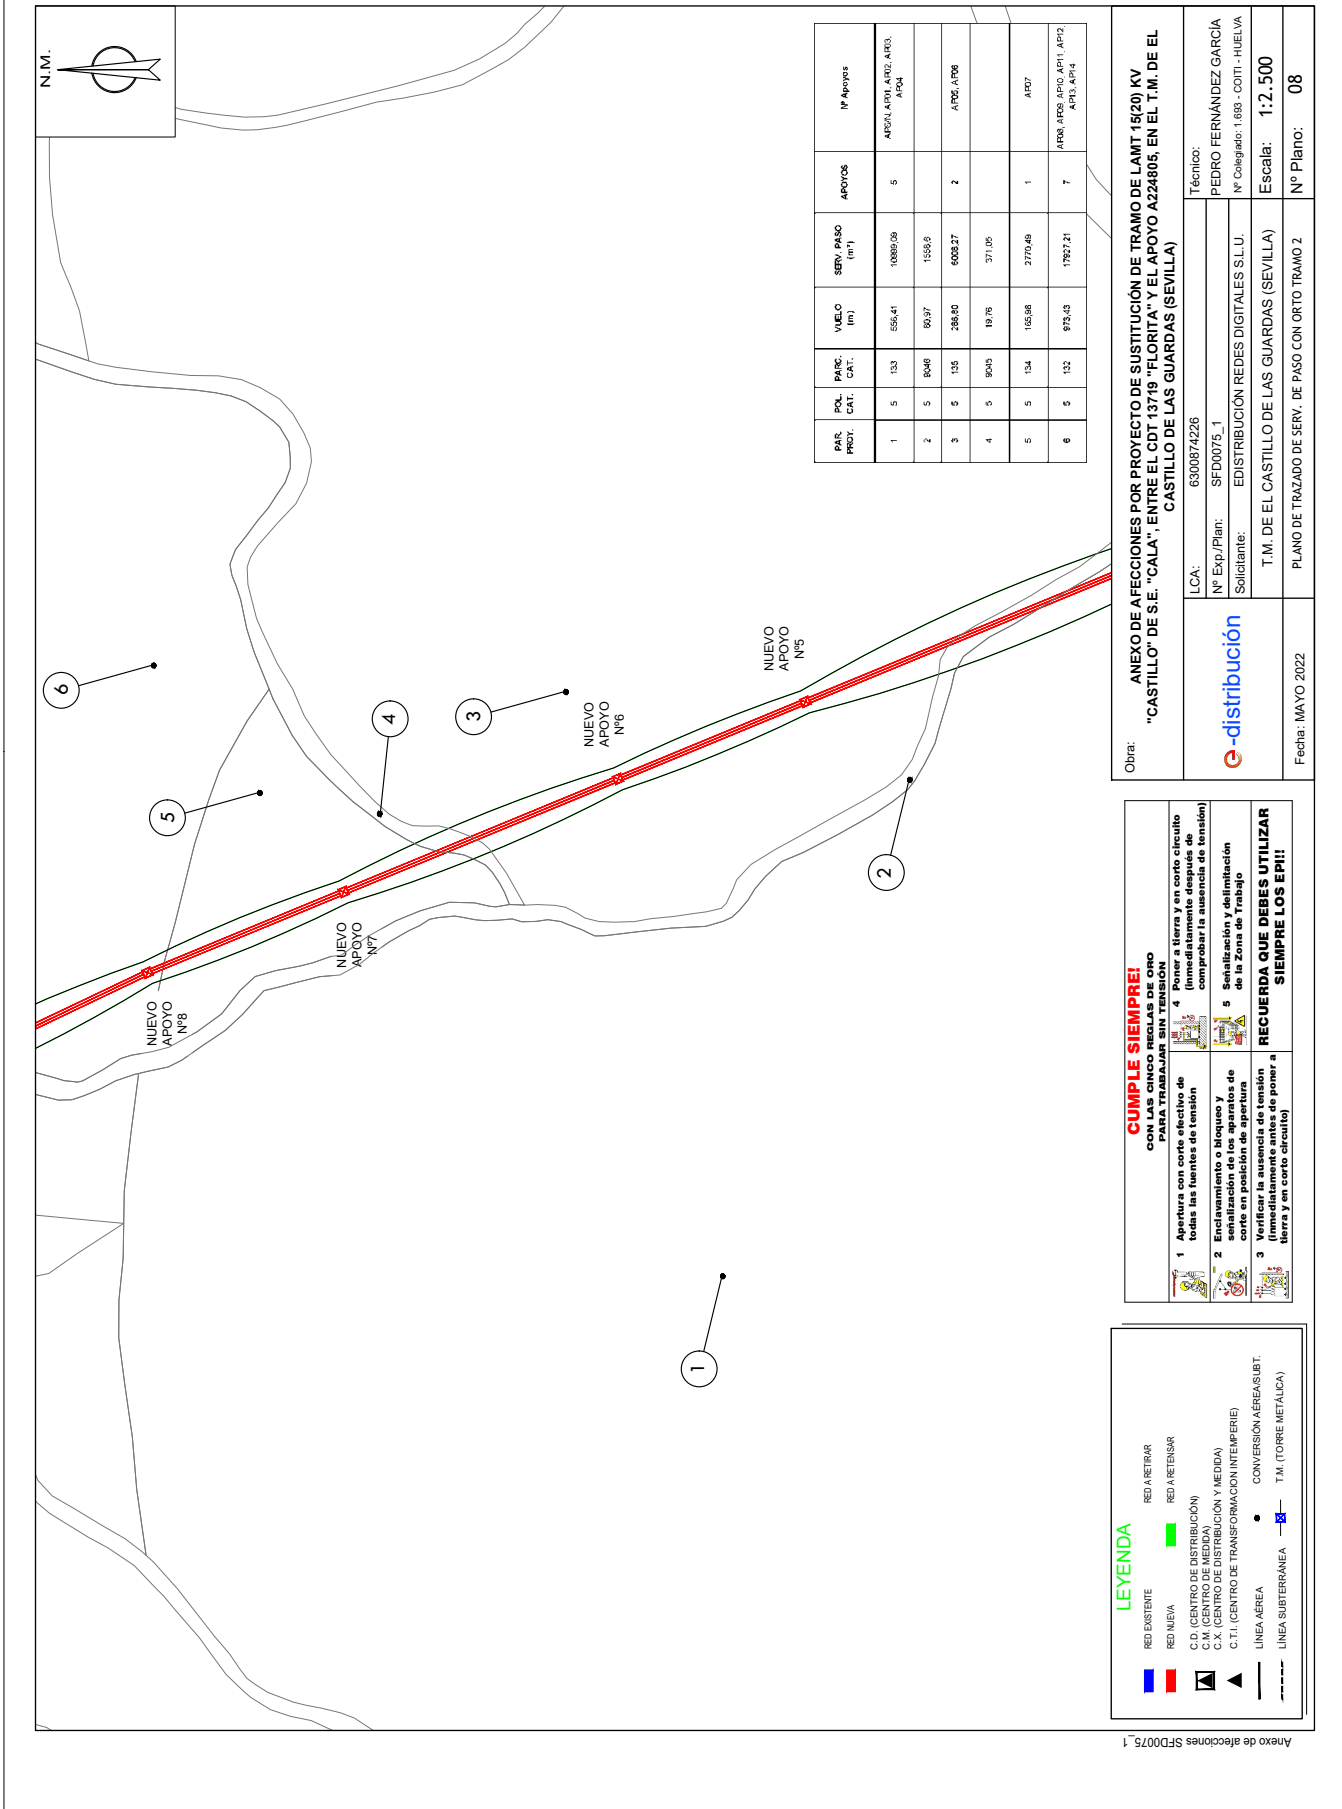 N.M.
6
5
4
3
2
1
NUEVO
APOYO
Nº8
NUEVO
APOYO
Nº7
NUEVO
APOYO
Nº6
NUEVO
APOYO
Nº5
PAR. PROY. POL. CAT. PARC. CAT. VUELO (m) SERV. PASO (m²) APOYOS Nº Apoyos
1 5 133 556,41 5 AP01, AP02, AP03, AP04
2 5 9046 60,97 1556,6
3 5 135 286,80 6008,27 2 AP05, AP06
4 5 9045 19,76 371,05
5 5 134 165,98 2770,49 1 AP07
6 5 132 973,43 17927,21 7 AP08, AP09, AP10, AP11, AP12, AP13, AP14
LEYENDA
RED EXISTENTE
RED A RETIRAR
RED NUEVA
RED A RETENSAR
C.D. (CENTRO DE DISTRIBUCIÓN)
C.M. (CENTRO DE MEDIDA)
C.X. (CENTRO DE DISTRIBUCIÓN Y MEDIDA)
C.T.I. (CENTRO DE TRANSFORMACION INTEMPERIE)
LÍNEA AÉREA
CONVERSIÓN AÉREA/SUBT.
LÍNEA SUBTERRÁNEA
T.M. (TORRE METÁLICA)
CUMPLE SIEMPRE!
CON LAS CINCO REGLAS DE ORO
PARA TRABAJAR SIN TENSIÓN
1 Apertura con corte efectivo de
todas las fuentes de tensión
2 Enclavamiento o bloqueo y
señalización de los aparatos de
corte en posición de apertura
3 Verificar la ausencia de tensión
(inmediatamente antes de poner a
tierra y en corto circuito)
4 Poner a tierra y en corto circuito
(inmediatamente después de
comprobar la ausencia de tensión)
5 Señalización y delimitación
de la Zona de Trabajo
RECUERDA QUE DEBES UTILIZAR
SIEMPRE LOS EPI!!
Obra:
ANEXO DE AFECCIONES POR PROYECTO DE SUSTITUCIÓN DE TRAMO DE LAMT 15(20) KV
"CASTILLO" DE S.E. "CALA", ENTRE EL CDT 13719 "FLORITA" Y EL APOYO A224805, EN EL T.M. DE EL
CASTILLO DE LAS GUARDAS (SEVILLA)
e-distribución
Fecha: MAYO 2022
LCA: 6300874226
Nº Exp./Plan: SFD0075_1
Solicitante: EDISTRIBUCIÓN REDES DIGITALES S.L.U.
T.M. DE EL CASTILLO DE LAS GUARDAS (SEVILLA)
PLANO DE TRAZADO DE SERV. DE PASO CON ORTO TRAMO 2
Técnico:
PEDRO FERNÁNDEZ GARCÍA
Nº Colegiado: 1.693 - COITI - HUELVA
Escala: 1:2.500
Nº Plano: 08
Anexo de afecciones SFD0075_1